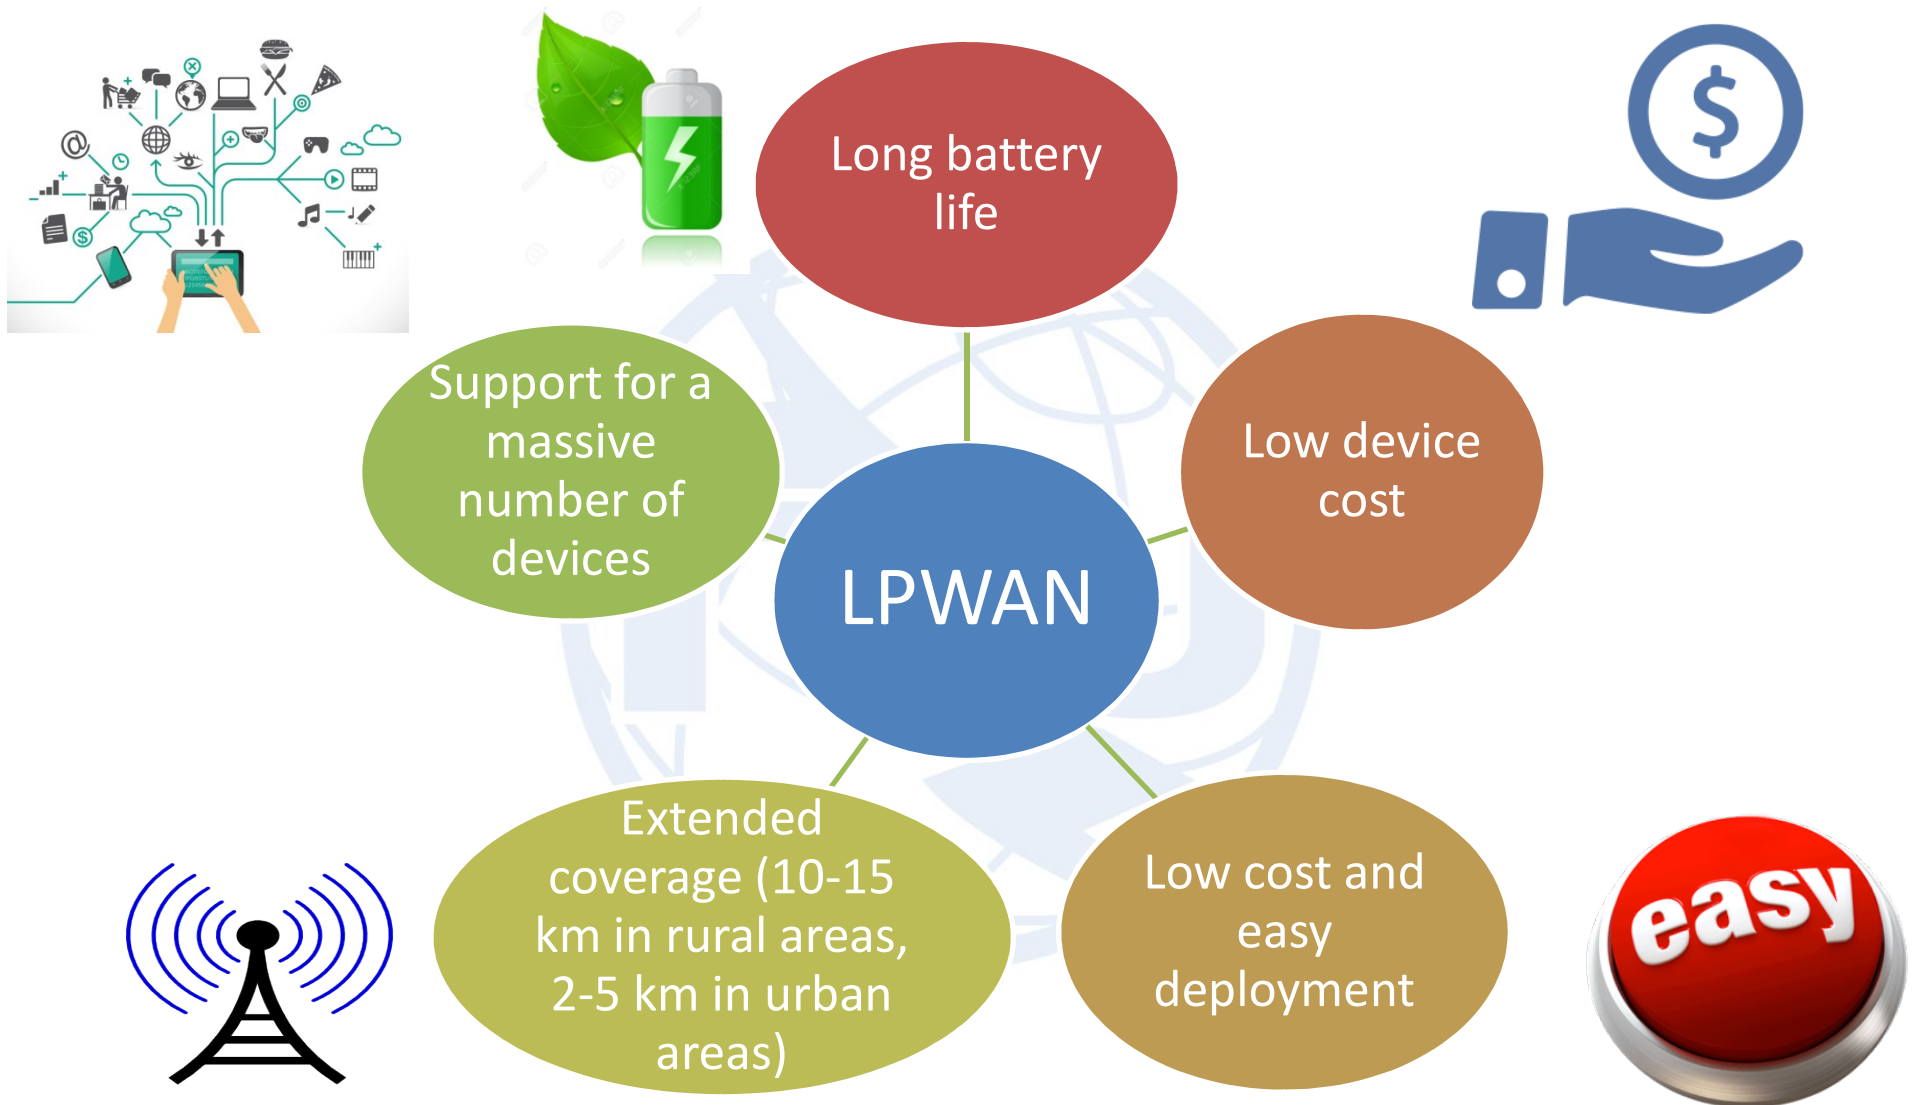 Long battery
life
Support for a
massive
number of
devices
Low device
cost
LPWAN
Extended
coverage (10-15
km in rural areas,
2-5 km in urban
areas)
Low cost and
easy
deployment
easy
$
@
$